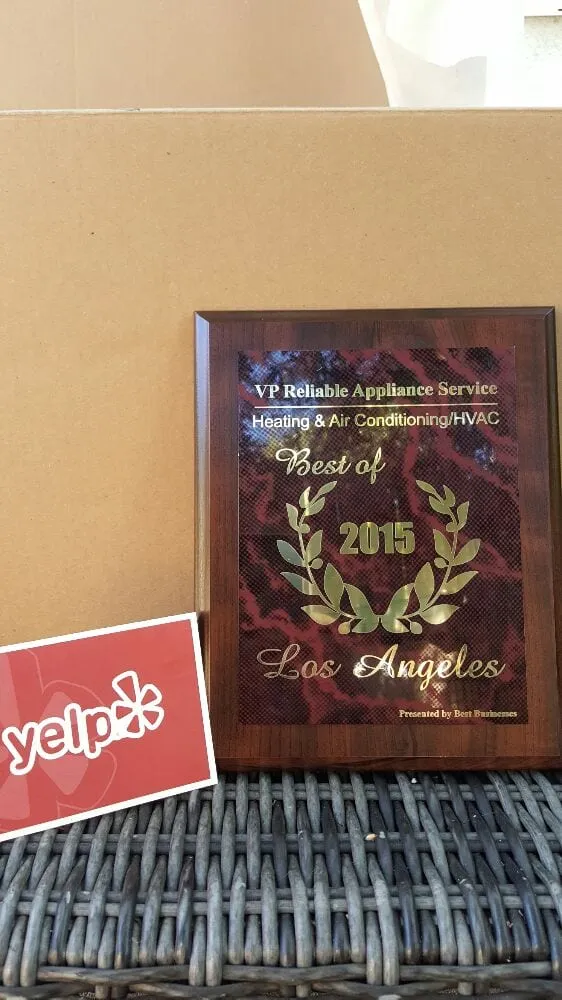 VP Reliable Appliance Service
Heating & Air Conditioning/HVAC
Best of
2015
Los Angeles
Presented by Best Businesses
yelp